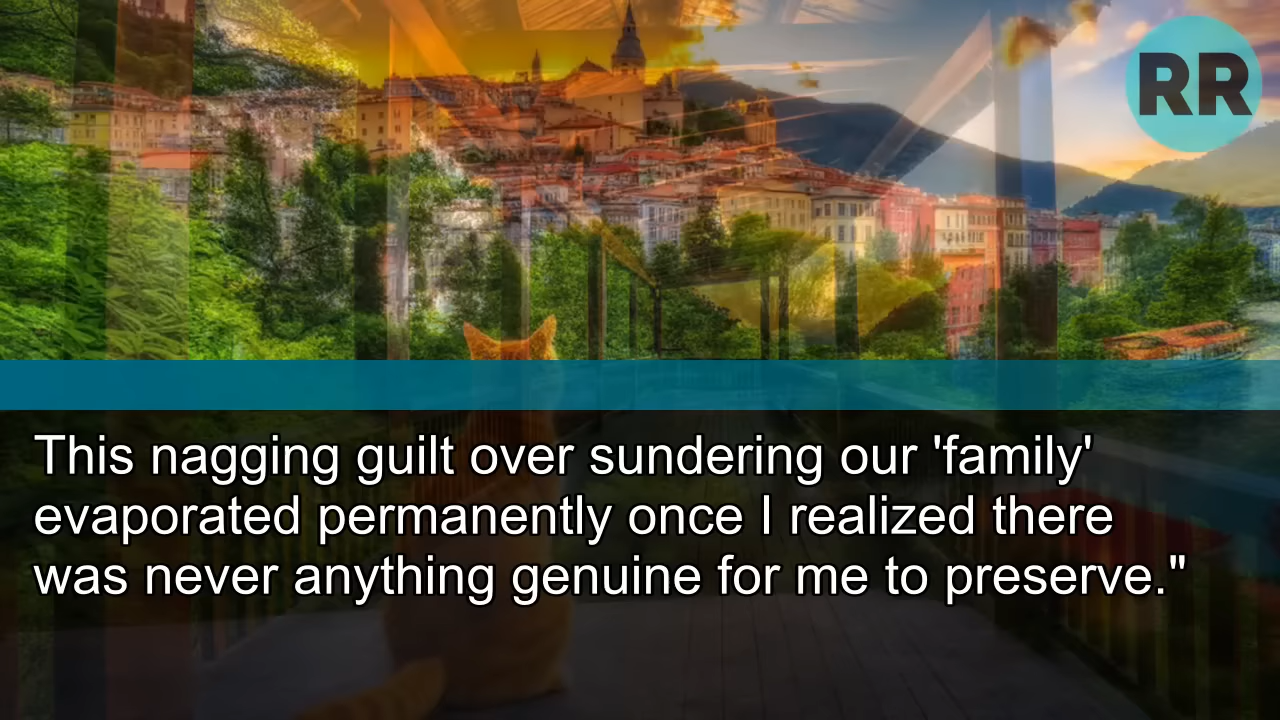 RR
This nagging guilt over sundering our 'family'
evaporated permanently once I realized there
was never anything genuine for me to preserve."